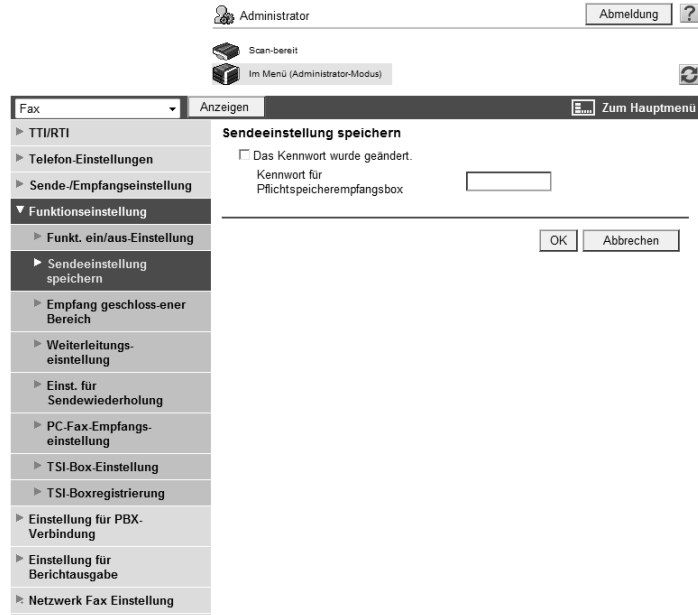 Administrator
Abmeldung
?
Scan-bereit
Im Menü (Administrator-Modus)
Fax
Anzeigen
Zum Hauptmenü
TTI/RTI
Telefon-Einstellungen
Sende-/Empfangseinstellung
Funktionseinstellung
Funkt. ein/aus-Einstellung
Sendeeinstellung
speichern
Empfang geschloss-ener
Bereich
Weiterleitungs-
eisntellung
Einst. für
Sendewiederholung
PC-Fax-Empfangs-
einstellung
TSI-Box-Einstellung
TSI-Boxregistrierung
Einstellung für PBX-
Verbindung
Einstellung für
Berichtausgabe
Netzwerk Fax Einstellung
Sendeeinstellung speichern
Das Kennwort wurde geändert.
Kennwort für
Pflichtspeicherempfangsbox
OK
Abbrechen